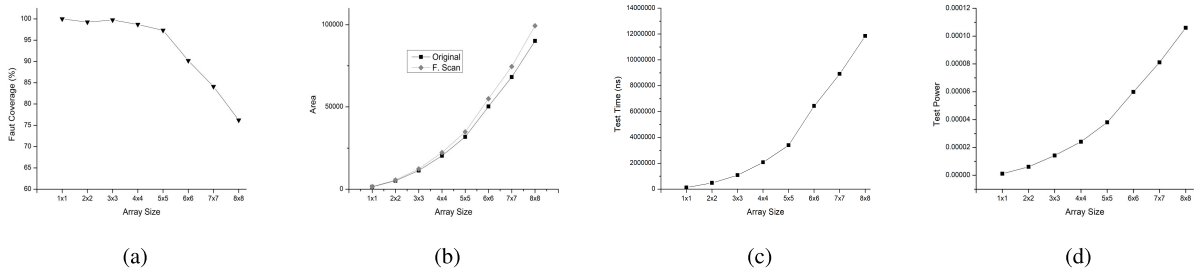 100
95
90
85
80
75
70
65
60
Faut Coverage (%)
1x1 2x2 3x3 4x4 5x5 6x6 7x7 8x8
Array Size
(a)
100000
50000
0
Area
Original
F. Scan
1x1 2x2 3x3 4x4 5x5 6x6 7x7 8x8
Array Size
(b)
14000000
12000000
10000000
8000000
6000000
4000000
2000000
0
Test Time (ns)
1x1 2x2 3x3 4x4 5x5 6x6 7x7 8x8
Array Size
(c)
0.00012
0.00010
0.00008
0.00006
0.00004
0.00002
0.00000
Test Power
1x1 2x2 3x3 4x4 5x5 6x6 7x7 8x8
Array Size
(d)